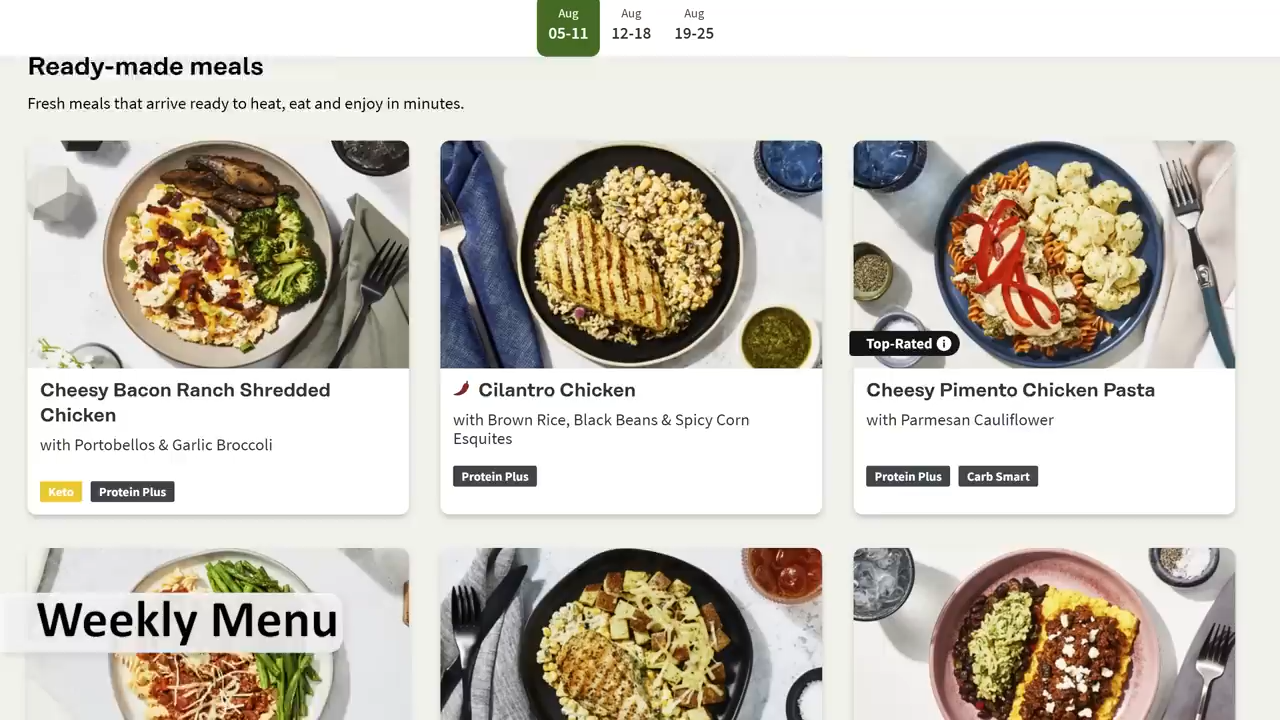 Aug
05-11
Aug
12-18
Aug
19-25
Ready-made meals
Fresh meals that arrive ready to heat, eat and enjoy in minutes.
Top-Rated i
Cheesy Bacon Ranch Shredded
Chicken
with Portobellos & Garlic Broccoli
Keto
Protein Plus
Cilantro Chicken
with Brown Rice, Black Beans & Spicy Corn
Esquites
Protein Plus
Cheesy Pimento Chicken Pasta
with Parmesan Cauliflower
Protein Plus
Carb Smart
Weekly Menu